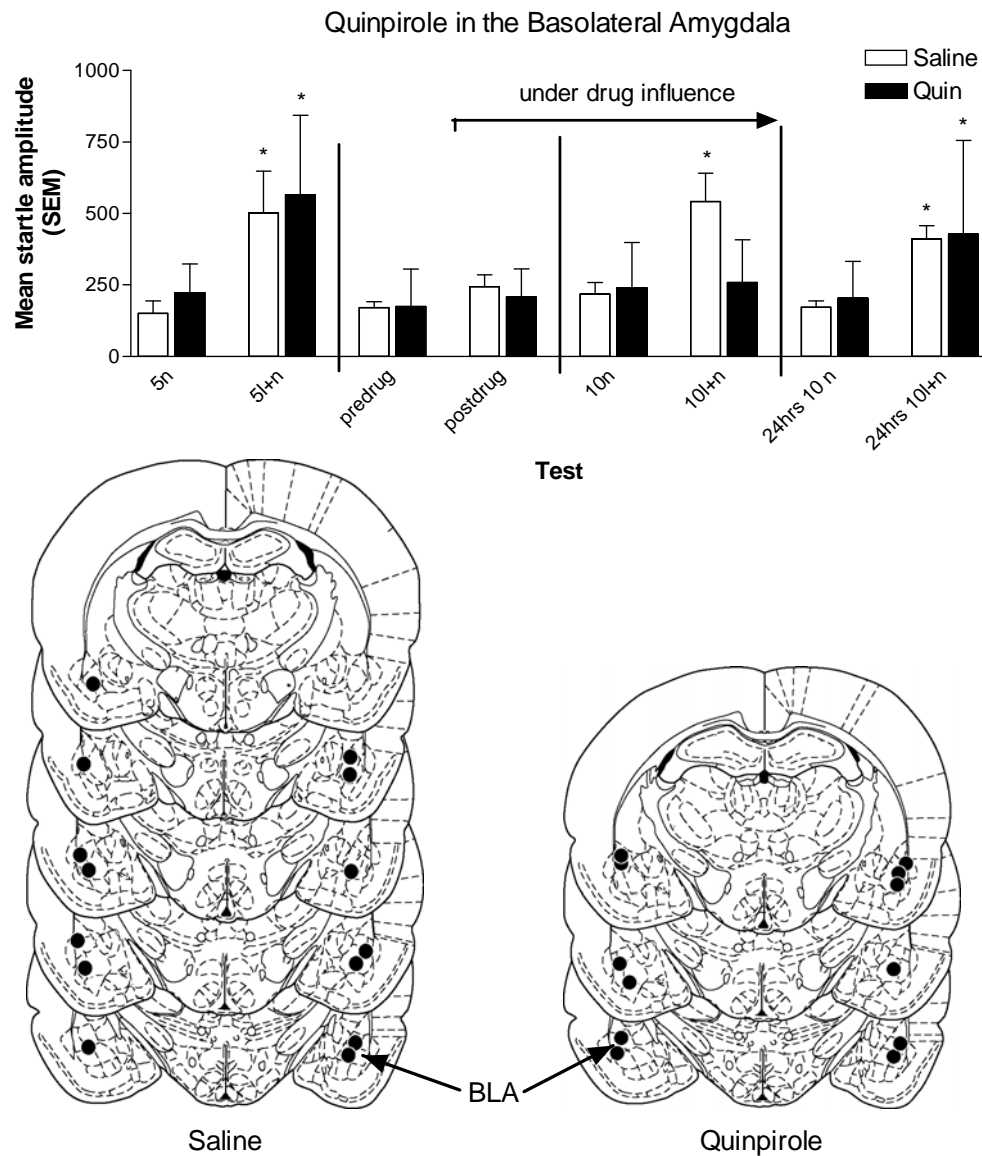 Quinpirole in the Basolateral Amygdala
Saline
Quin
under drug influence
Mean startle amplitude
(SEM)
1000
750
500
250
0
*
*
*
*
*
5n
5l+n
predrug
postdrug
10n
10l+n
24hrs 10 n
24hrs 10l+n
Test
BLA
Saline
Quinpirole